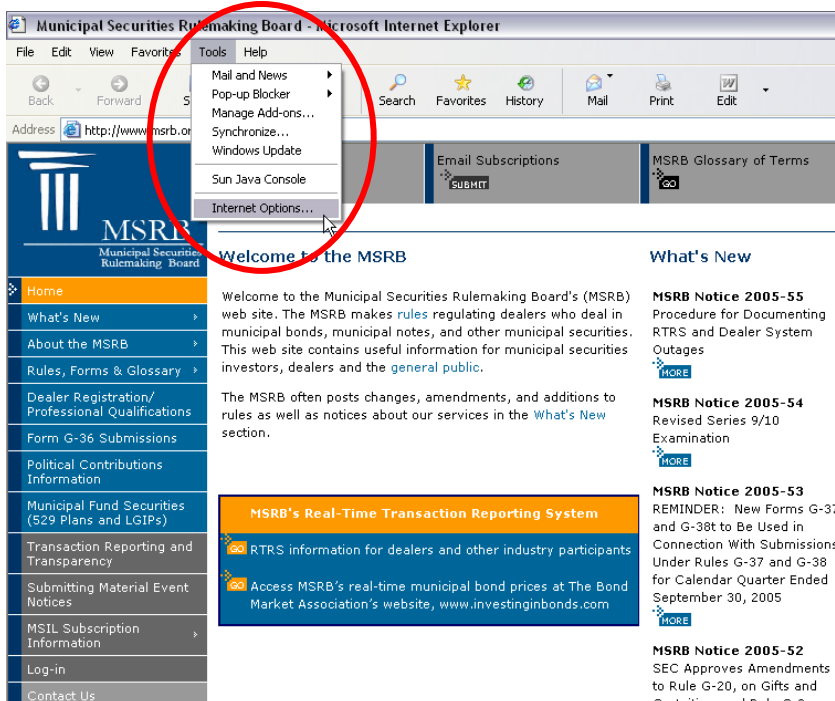 Municipal Securities Rulemaking Board - Microsoft Internet Explorer
File Edit View Favorites Tools Help
Mail and News
Pop-up Blocker
Manage Add-ons...
Synchronize...
Windows Update
Sun Java Console
Internet Options...
Back Forward Search Favorites History Mail Print Edit
Address http://www.msrb.or
Email Subscriptions
SUBMIT
MSRB Glossary of Terms
GO
MSRB
Municipal Securities
Rulemaking Board
Home
What's New
About the MSRB
Rules, Forms & Glossary
Dealer Registration/
Professional Qualifications
Form G-36 Submissions
Political Contributions
Information
Municipal Fund Securities
(529 Plans and LGIPs)
Transaction Reporting and
Transparency
Submitting Material Event
Notices
MSIL Subscription
Information
Log-in
Contact Us
Welcome to the MSRB
Welcome to the Municipal Securities Rulemaking Board's (MSRB)
web site. The MSRB makes rules regulating dealers who deal in
municipal bonds, municipal notes, and other municipal securities.
This web site contains useful information for municipal securities
investors, dealers and the general public.
The MSRB often posts changes, amendments, and additions to
rules as well as notices about our services in the What's New
section.
MSRB's Real-Time Transaction Reporting System
GO RTRS information for dealers and other industry participants
GO Access MSRB's real-time municipal bond prices at The Bond
Market Association's website, www.investinginbonds.com
What's New
MSRB Notice 2005-55
Procedure for Documenting
RTRS and Dealer System
Outages
MORE
MSRB Notice 2005-54
Revised Series 9/10
Examination
MORE
MSRB Notice 2005-53
REMINDER: New Forms G-37
and G-38t to Be Used in
Connection With Submissions
Under Rules G-37 and G-38
for Calendar Quarter Ended
September 30, 2005
MORE
MSRB Notice 2005-52
SEC Approves Amendments
to Rule G-20, on Gifts and